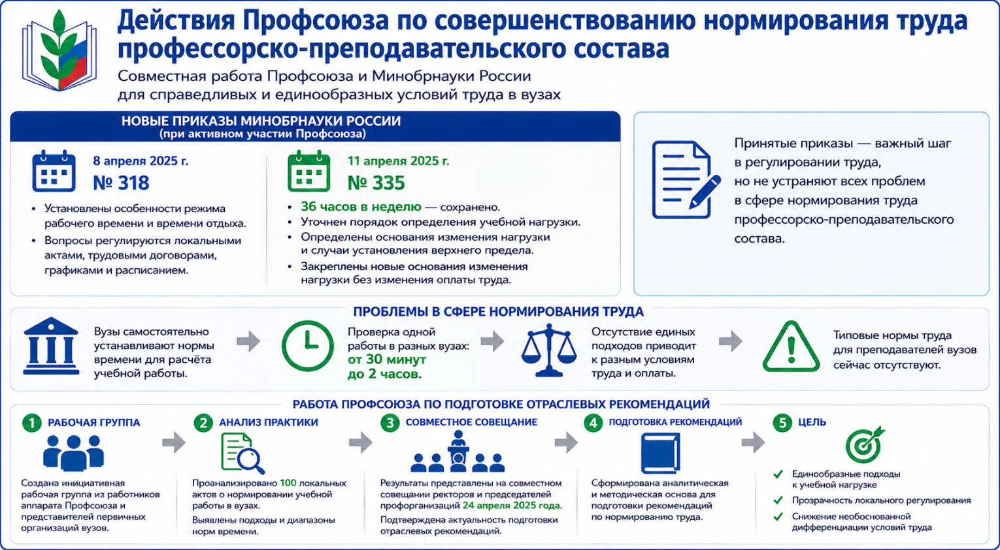 Действия Профсоюза по совершенствованию нормирования труда
профессорско-преподавательского состава
Совместная работа Профсоюза и Минобрнауки России
для справедливых и единообразных условий труда в вузах
НОВЫЕ ПРИКАЗЫ МИНОБРНАУКИ РОССИИ
(при активном участии Профсоюза)
8 апреля 2025 г.
№ 318
• Установлены особенности режима
рабочего времени и времени отдыха.
• Вопросы регулируются локальными
актами, трудовыми договорами,
графиками и расписанием.
11 апреля 2025 г.
№ 335
• 36 часов в неделю — сохранено.
• Уточнен порядок определения учебной нагрузки.
• Определены основания изменения нагрузки
и случаи установления верхнего предела.
• Закреплены новые основания изменения
нагрузки без изменения оплаты труда.
Принятые приказы — важный шаг
в регулировании труда,
но не устраняют всех проблем
в сфере нормирования труда
профессорско-преподавательского
состава.
ПРОБЛЕМЫ В СФЕРЕ НОРМИРОВАНИЯ ТРУДА
Вузы самостоятельно
устанавливают нормы
времени для расчёта
учебной работы.
Проверка одной
работы в разных вузах:
от 30 минут
до 2 часов.
Отсутствие единых
подходов приводит
к разным условиям
труда и оплаты.
Типовые нормы труда
для преподавателей вузов
сейчас отсутствуют.
РАБОТА ПРОФСОЮЗА ПО ПОДГОТОВКЕ ОТРАСЛЕВЫХ РЕКОМЕНДАЦИЙ
1 РАБОЧАЯ ГРУППА
Создана инициативная
рабочая группа из работников
аппарата Профсоюза и
представителей первичных
организаций вузов.
2 АНАЛИЗ ПРАКТИКИ
Проанализировано 100 локальных
актов о нормировании учебной
работы в вузах.
Выявлены подходы и диапазоны
норм времени.
3 СОВМЕСТНОЕ СОВЕЩАНИЕ
Результаты представлены на совместном
совещании ректоров и председателей
профорганизаций 24 апреля 2025 года.
Подтверждена актуальность подготовки
отраслевых рекомендаций.
4 ПОДГОТОВКА РЕКОМЕНДАЦИЙ
Сформирована аналитическая
и методическая основа для
подготовки рекомендаций
по нормированию труда.
5 ЦЕЛЬ
Единообразные подходы
к учебной нагрузке
Прозрачность локального регулирования
Снижение необоснованной
дифференциации условий труда